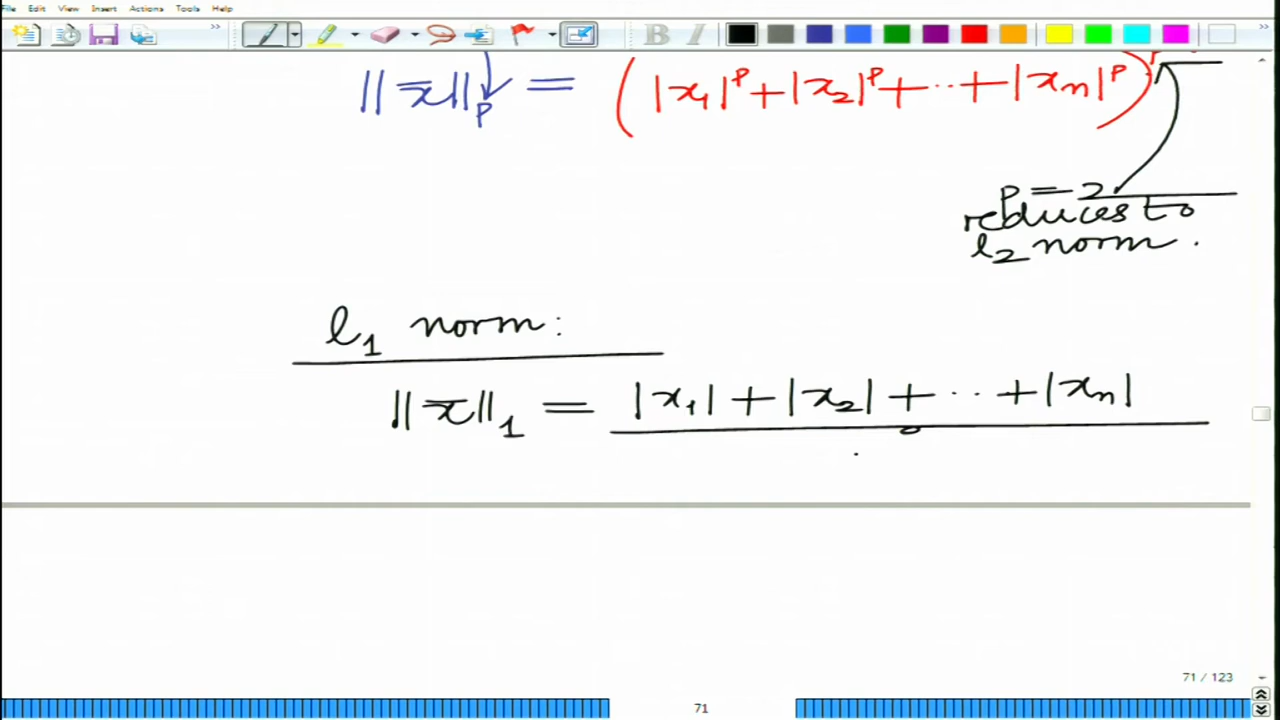 File Edit View Insert Actions Tools Help
B I
||x̄||p = (|x₁|ᵖ + |x₂|ᵖ + ·· + |xₙ|ᵖ)
p = 2
reduces to
l₂ norm.
l₁ norm:
||x̄||₁ = |x₁| + |x₂| + ·· + |xₙ|
71 / 123
71